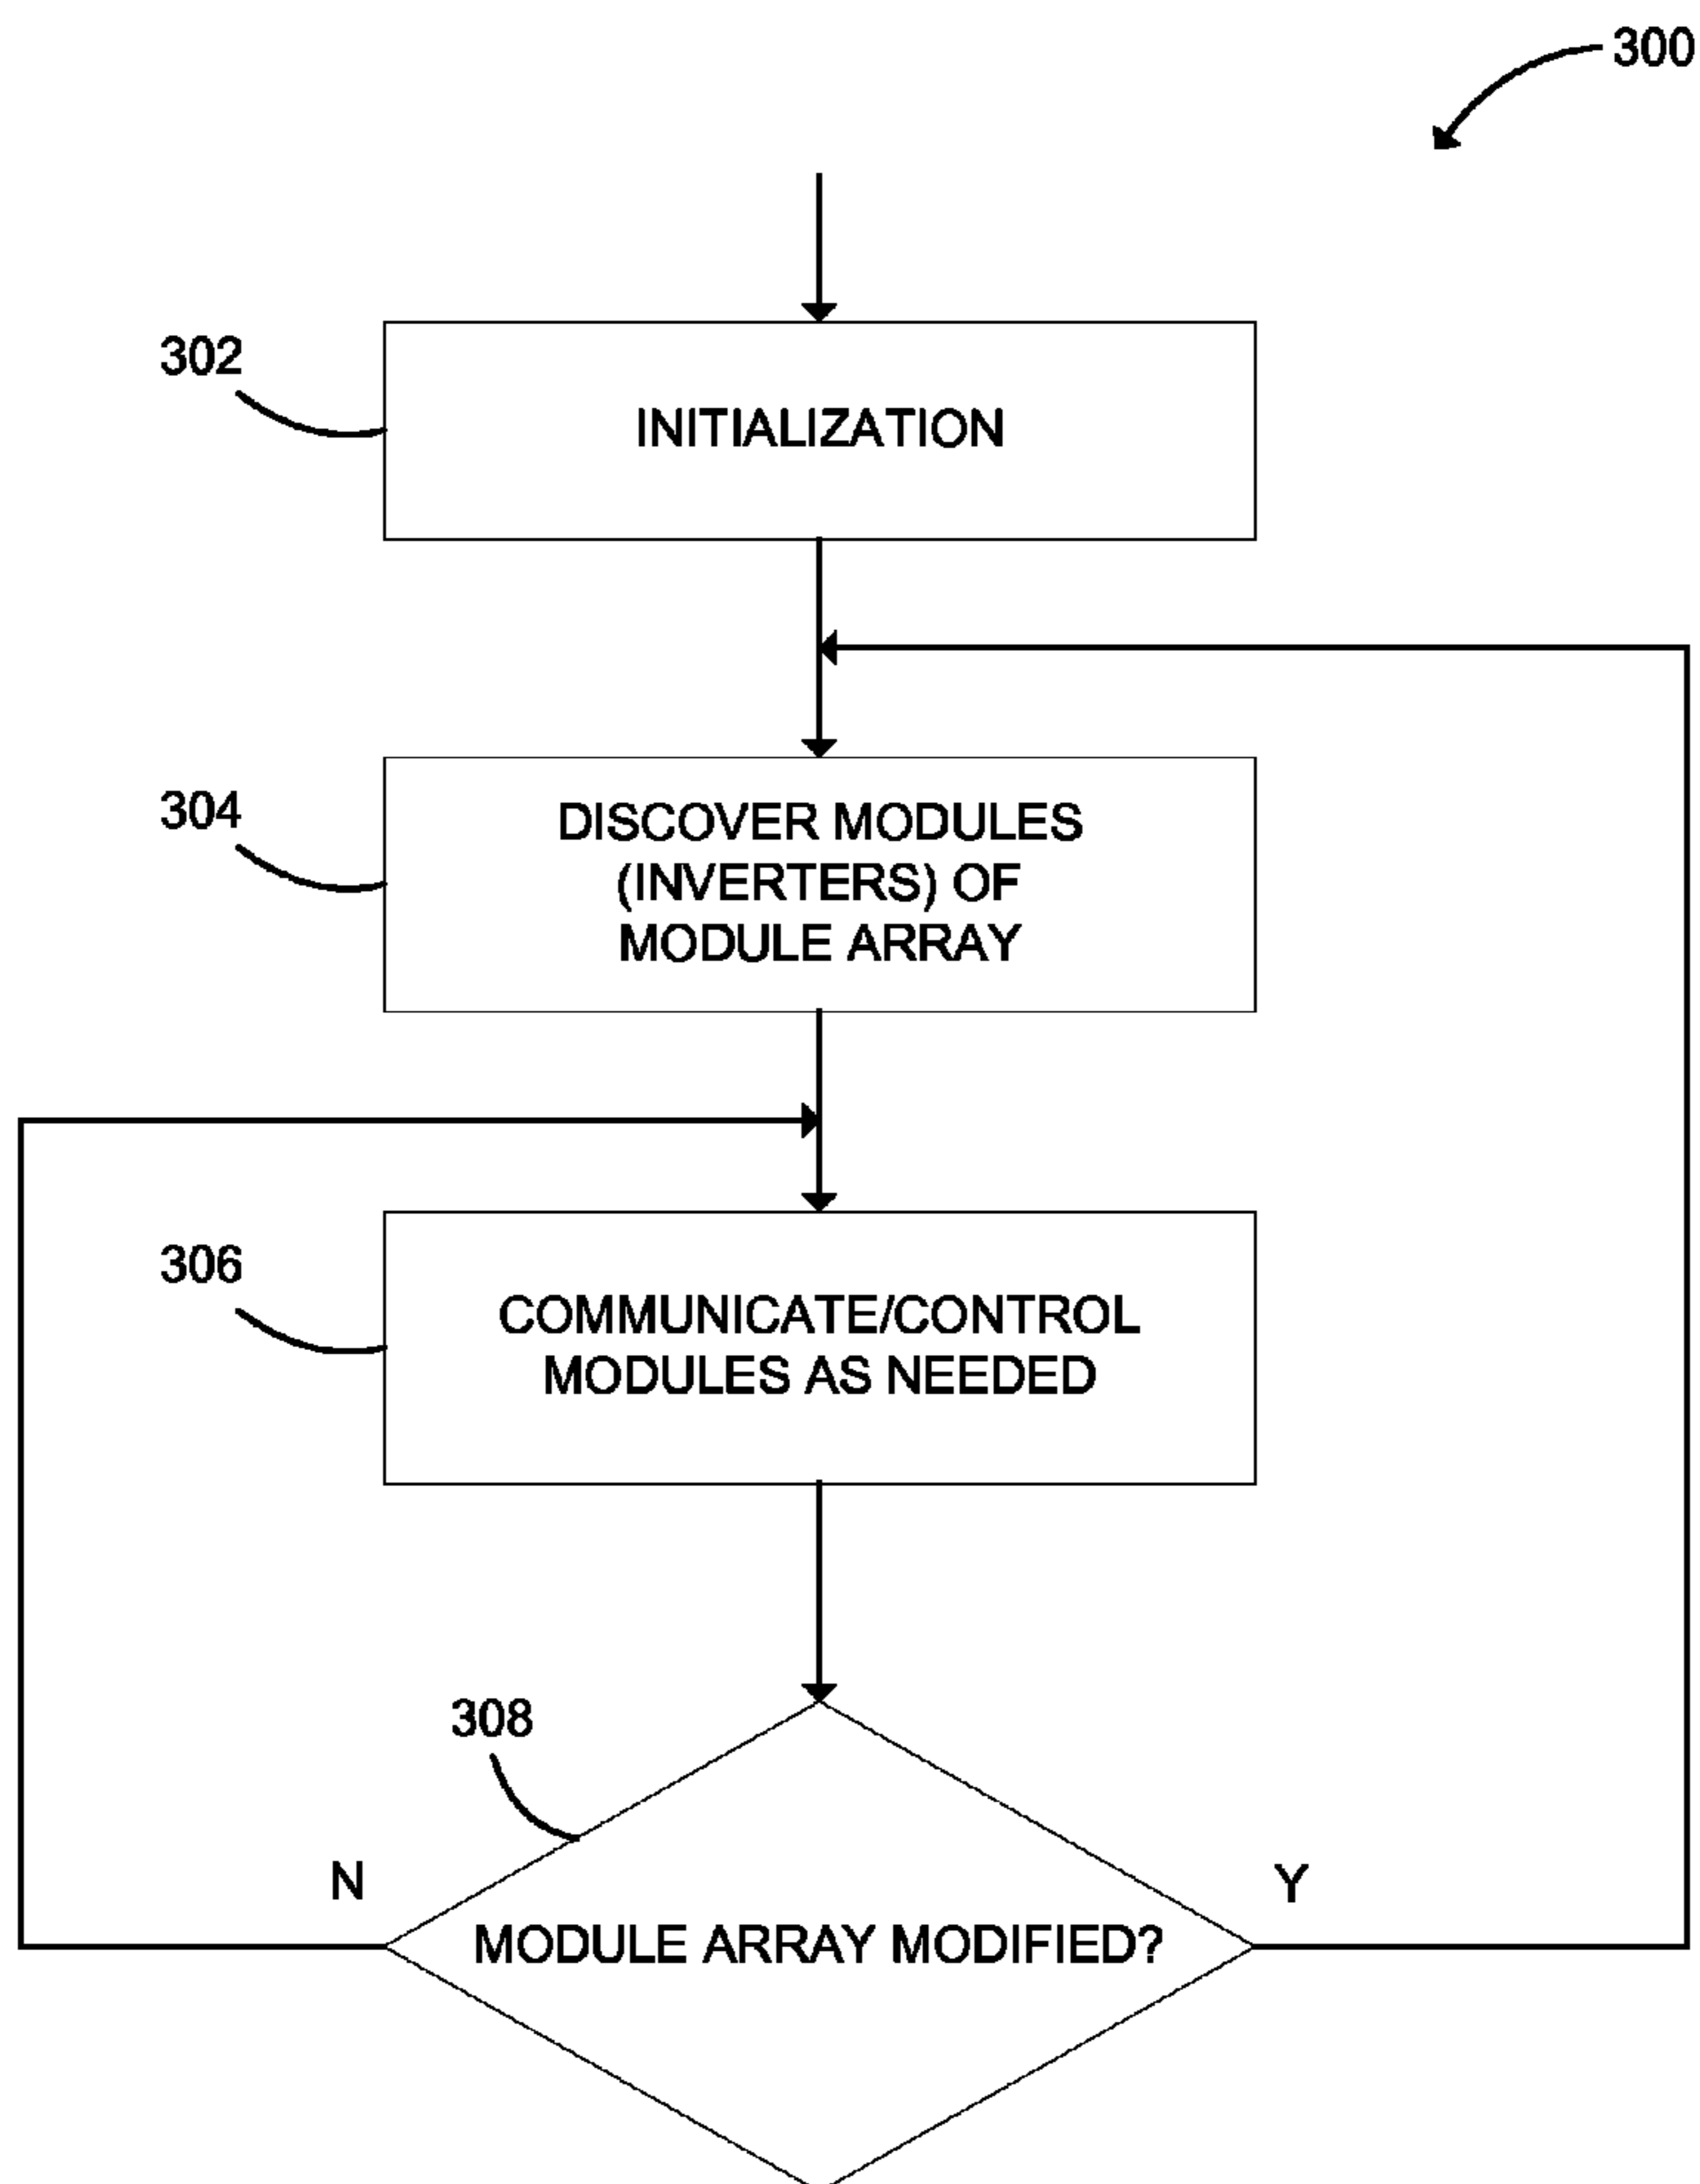 300
302
INITIALIZATION
304
DISCOVER MODULES
(INVERTERS) OF
MODULE ARRAY
306
COMMUNICATE/CONTROL
MODULES AS NEEDED
308
N
Y
MODULE ARRAY MODIFIED?